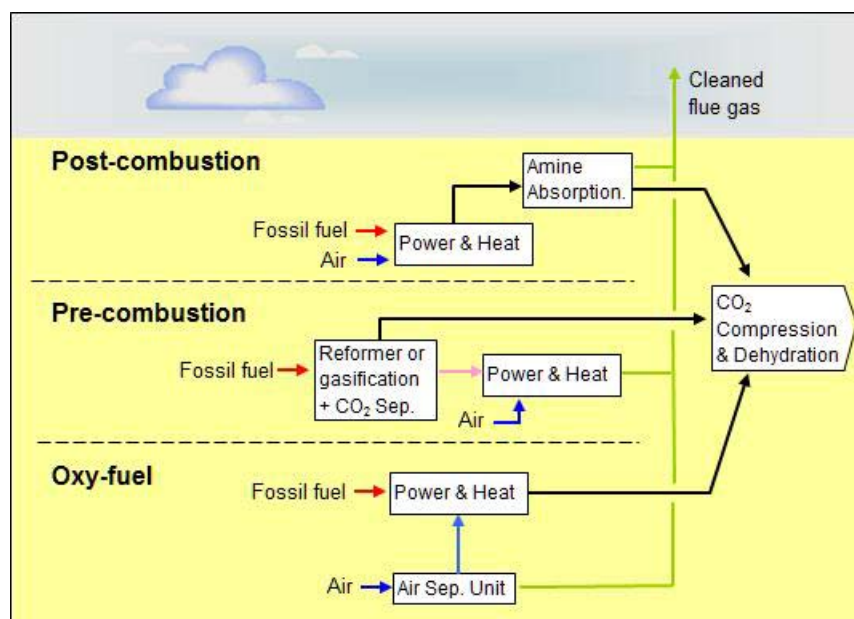 Cleaned
flue gas
Post-combustion
Amine
Absorption.
Fossil fuel
Power & Heat
Air
Pre-combustion
CO₂
Compression
& Dehydration
Fossil fuel
Reformer or
gasification
+ CO₂ Sep.
Power & Heat
Air
Oxy-fuel
Fossil fuel
Power & Heat
Air
Air Sep. Unit